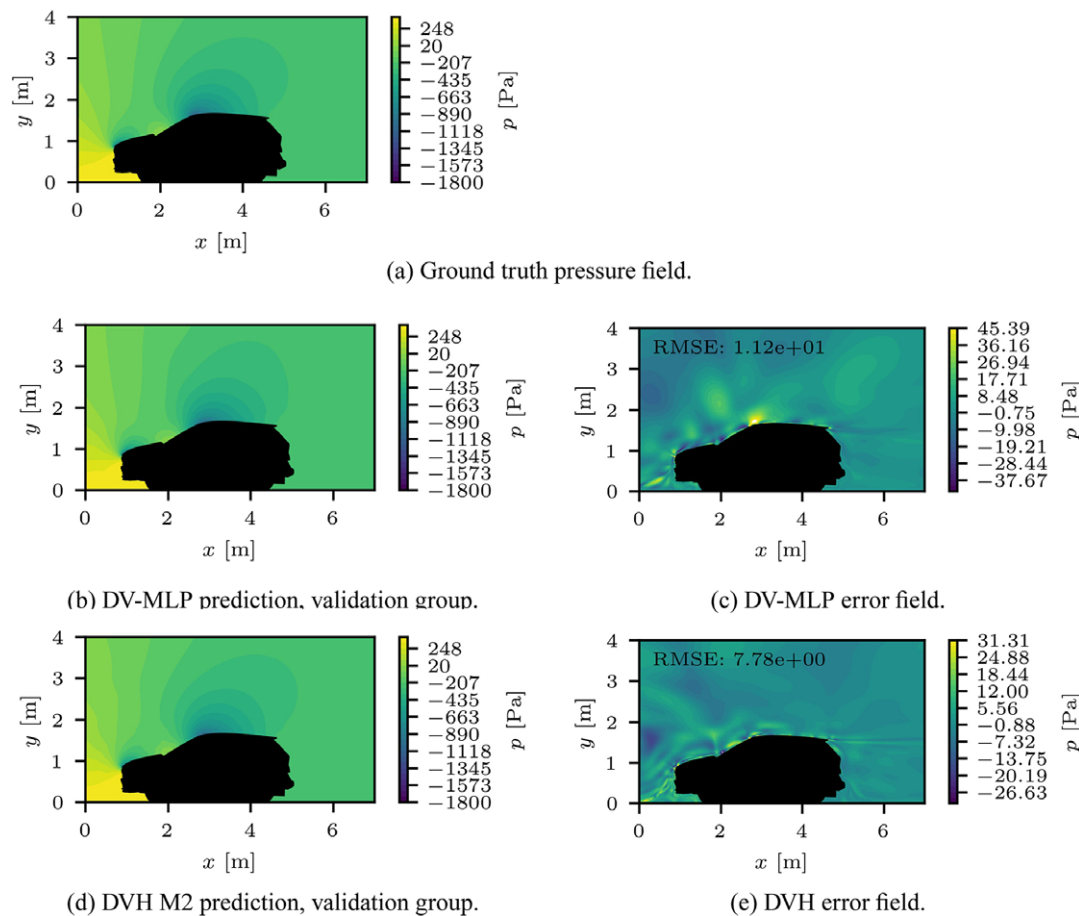 4
3
2
1
0
y [m]
0 2 4 6
x [m]
248
20
−207
−435
−663
−890
−1118
−1345
−1573
−1800
p [Pa]
(a) Ground truth pressure field.
4
3
2
1
0
y [m]
0 2 4 6
x [m]
248
20
−207
−435
−663
−890
−1118
−1345
−1573
−1800
p [Pa]
(b) DV-MLP prediction, validation group.
RMSE: 1.12e+01
4
3
2
1
0
y [m]
0 2 4 6
x [m]
45.39
36.16
26.94
17.71
8.48
−0.75
−9.98
−19.21
−28.44
−37.67
p [Pa]
(c) DV-MLP error field.
4
3
2
1
0
y [m]
0 2 4 6
x [m]
248
20
−207
−435
−663
−890
−1118
−1345
−1573
−1800
p [Pa]
(d) DVH M2 prediction, validation group.
RMSE: 7.78e+00
4
3
2
1
0
y [m]
0 2 4 6
x [m]
31.31
24.88
18.44
12.00
5.56
−0.88
−7.32
−13.75
−20.19
−26.63
p [Pa]
(e) DVH error field.